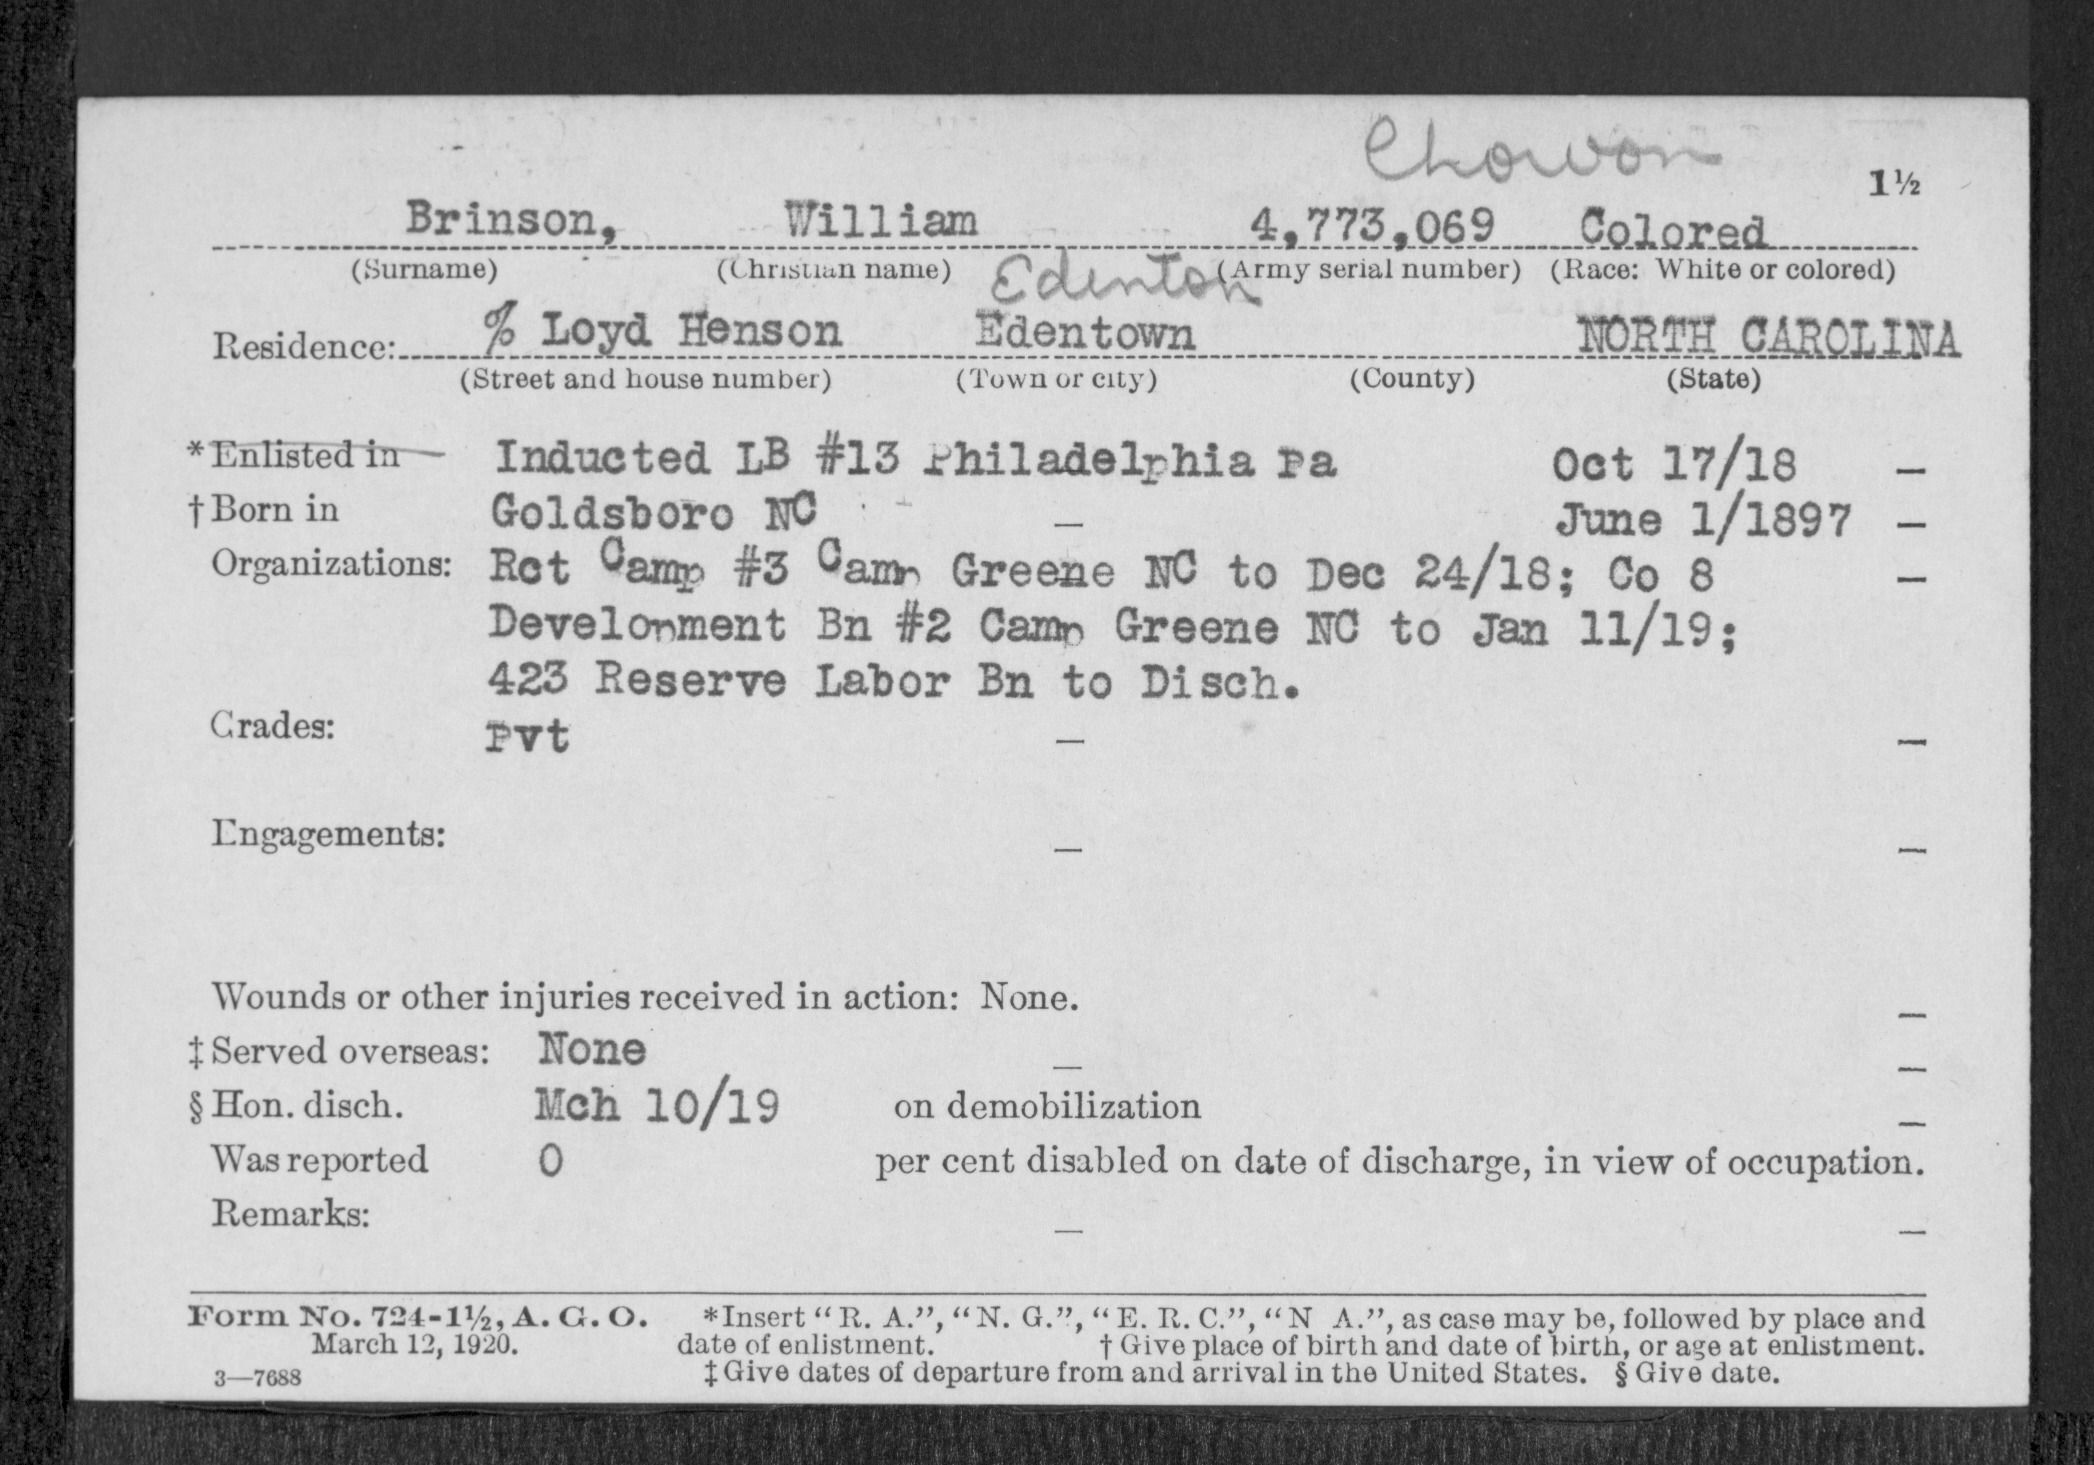 Chowon
1½
Brinson, William 4,773,069 Colored
(Surname) (Christian name) (Army serial number) (Race: White or colored)
Edenton
Residence: % Loyd Henson Edentown NORTH CAROLINA
(Street and house number) (Town or city) (County) (State)
*Enlisted in Inducted LB #13 Philadelphia Pa Oct 17/18 –
†Born in Goldsboro NC – June 1/1897 –
Organizations: Rct Camp #3 Camp Greene NC to Dec 24/18; Co 8 –
Development Bn #2 Camp Greene NC to Jan 11/19;
423 Reserve Labor Bn to Disch.
Grades: Pvt – –
Engagements: – –
Wounds or other injuries received in action: None. –
‡Served overseas: None – –
§Hon. disch. Mch 10/19 on demobilization –
Was reported 0 per cent disabled on date of discharge, in view of occupation.
Remarks: – –
Form No. 724-1½, A. G. O. *Insert “R. A.”, “N. G.”, “E. R. C.”, “N A.”, as case may be, followed by place and
March 12, 1920. date of enlistment. †Give place of birth and date of birth, or age at enlistment.
3—7688 ‡Give dates of departure from and arrival in the United States. §Give date.